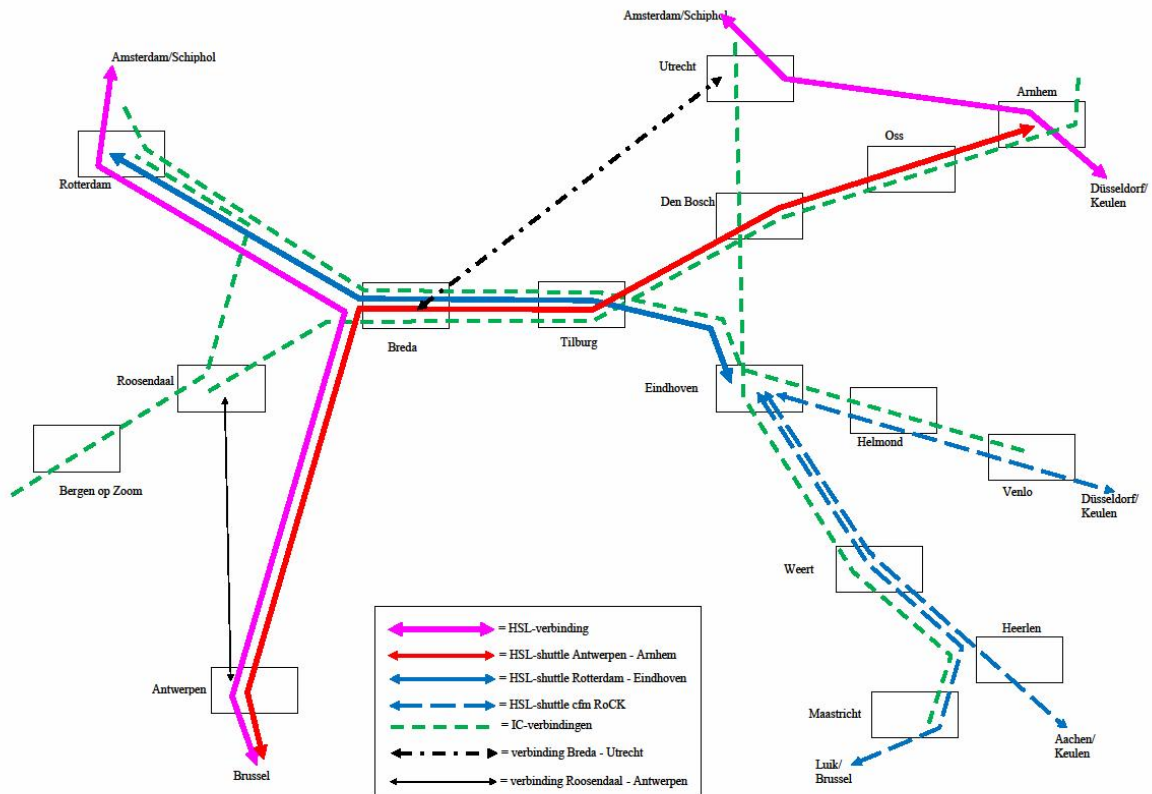 Amsterdam/Schiphol
Amsterdam/Schiphol
Utrecht
Arnhem
Oss
Rotterdam
Düsseldorf/
Keulen
Den Bosch
Breda
Tilburg
Roosendaal
Eindhoven
Helmond
Bergen op Zoom
Venlo
Düsseldorf/
Keulen
Weert
Heerlen
Antwerpen
Maastricht
Aachen/
Keulen
Luik/
Brussel
Brussel
= HSL-verbinding
= HSL-shuttle Antwerpen - Arnhem
= HSL-shuttle Rotterdam - Eindhoven
= HSL-shuttle cfm RoCK
= IC-verbindingen
= verbinding Breda - Utrecht
= verbinding Roosendaal - Antwerpen